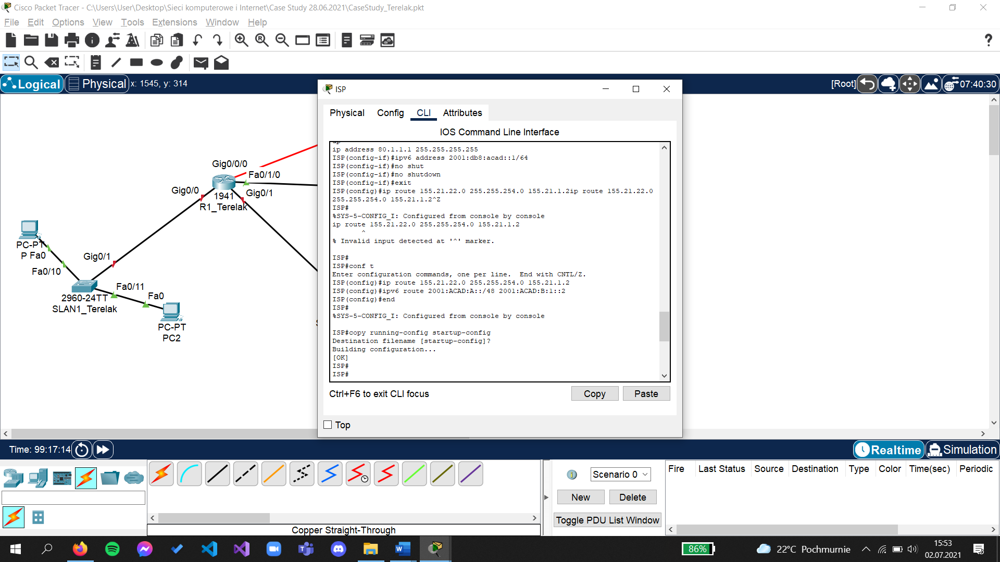 Cisco Packet Tracer - C:\Users\User\Desktop\Sieci komputerowe i Internet\Case Study 28.06.2021\CaseStudy_Terelak.pkt
File Edit Options View Tools Extensions Window Help
Logical Physical x: 1545, y: 314
[Root] 07:40:30
ISP
Physical Config CLI Attributes
IOS Command Line Interface
up
ip address 80.1.1.1 255.255.255.255
ISP(config-if)#ipv6 address 2001:db8:acad::1/64
ISP(config-if)#no shut
ISP(config-if)#no shutdown
ISP(config-if)#exit
ISP(config)#ip route 155.21.22.0 255.255.254.0 155.21.1.2ip route 155.21.22.0
255.255.254.0 155.21.1.2^Z
ISP#
%SYS-5-CONFIG_I: Configured from console by console
ip route 155.21.22.0 255.255.254.0 155.21.1.2
^
% Invalid input detected at '^' marker.
ISP#
ISP#conf t
Enter configuration commands, one per line. End with CNTL/Z.
ISP(config)#ip route 155.21.22.0 255.255.254.0 155.21.1.2
ISP(config)#ipv6 route 2001:ACAD:A::/48 2001:ACAD:B:1::2
ISP(config)#end
ISP#
%SYS-5-CONFIG_I: Configured from console by console
ISP#copy running-config startup-config
Destination filename [startup-config]?
Building configuration...
[OK]
ISP#
ISP#
Ctrl+F6 to exit CLI focus
Copy Paste
Top
Gig0/0/0
Fa0/1/0
Gig0/0
Gig0/1
1941
R1_Terelak
PC-PT
P Fa0
Gig0/1
Fa0/10
Fa0/11
Fa0
2960-24TT
SLAN1_Terelak
PC-PT
PC2
Time: 99:17:14
Realtime Simulation
Scenario 0
New Delete
Toggle PDU List Window
Fire Last Status Source Destination Type Color Time(sec) Periodic
Copper Straight-Through
86%
22°C Pochmurnie
15:53
02.07.2021